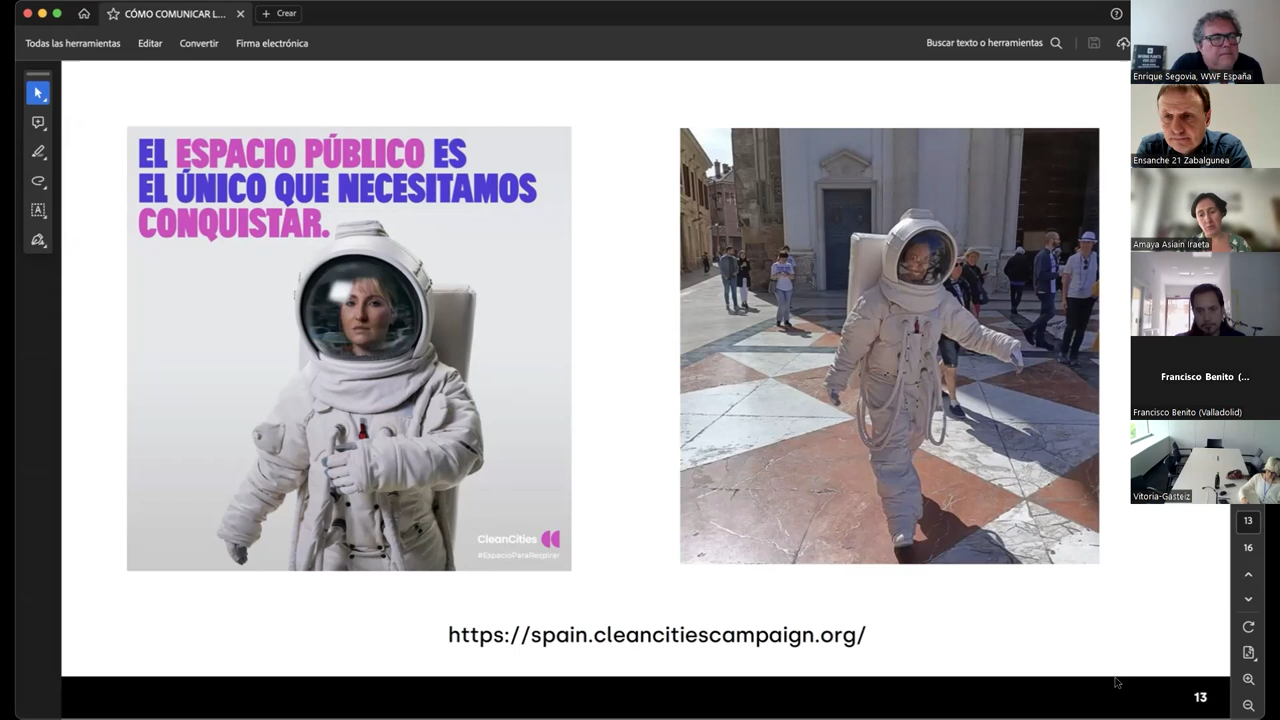 CÓMO COMUNICAR L...
Crear
Todas las herramientas
Editar
Convertir
Firma electrónica
Buscar texto o herramientas
EL ESPACIO PÚBLICO ES
EL ÚNICO QUE NECESITAMOS
CONQUISTAR.
CleanCities
#EspacioParaRespirar
https://spain.cleancitiescampaign.org/
13
Enrique Segovia, WWF España
Ensanche 21 Zabalgunea
Amaya Asiain Iraeta
Francisco Benito (...
Francisco Benito (Valladolid)
Vitoria-Gasteiz
13
16